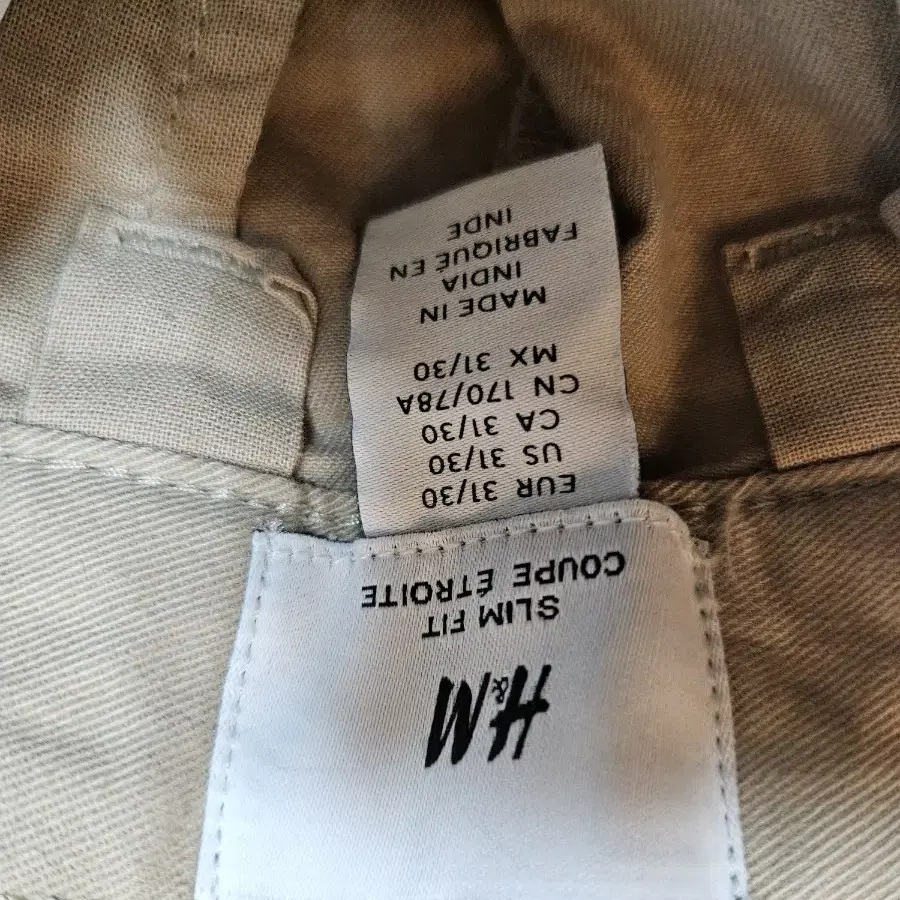 H&M
SLIM FIT
COUPE ÉTROITE
EUR 31/30
US 31/30
CA 31/30
CN 170/78A
MX 31/30
MADE IN
INDIA
FABRIQUÉ EN
INDE